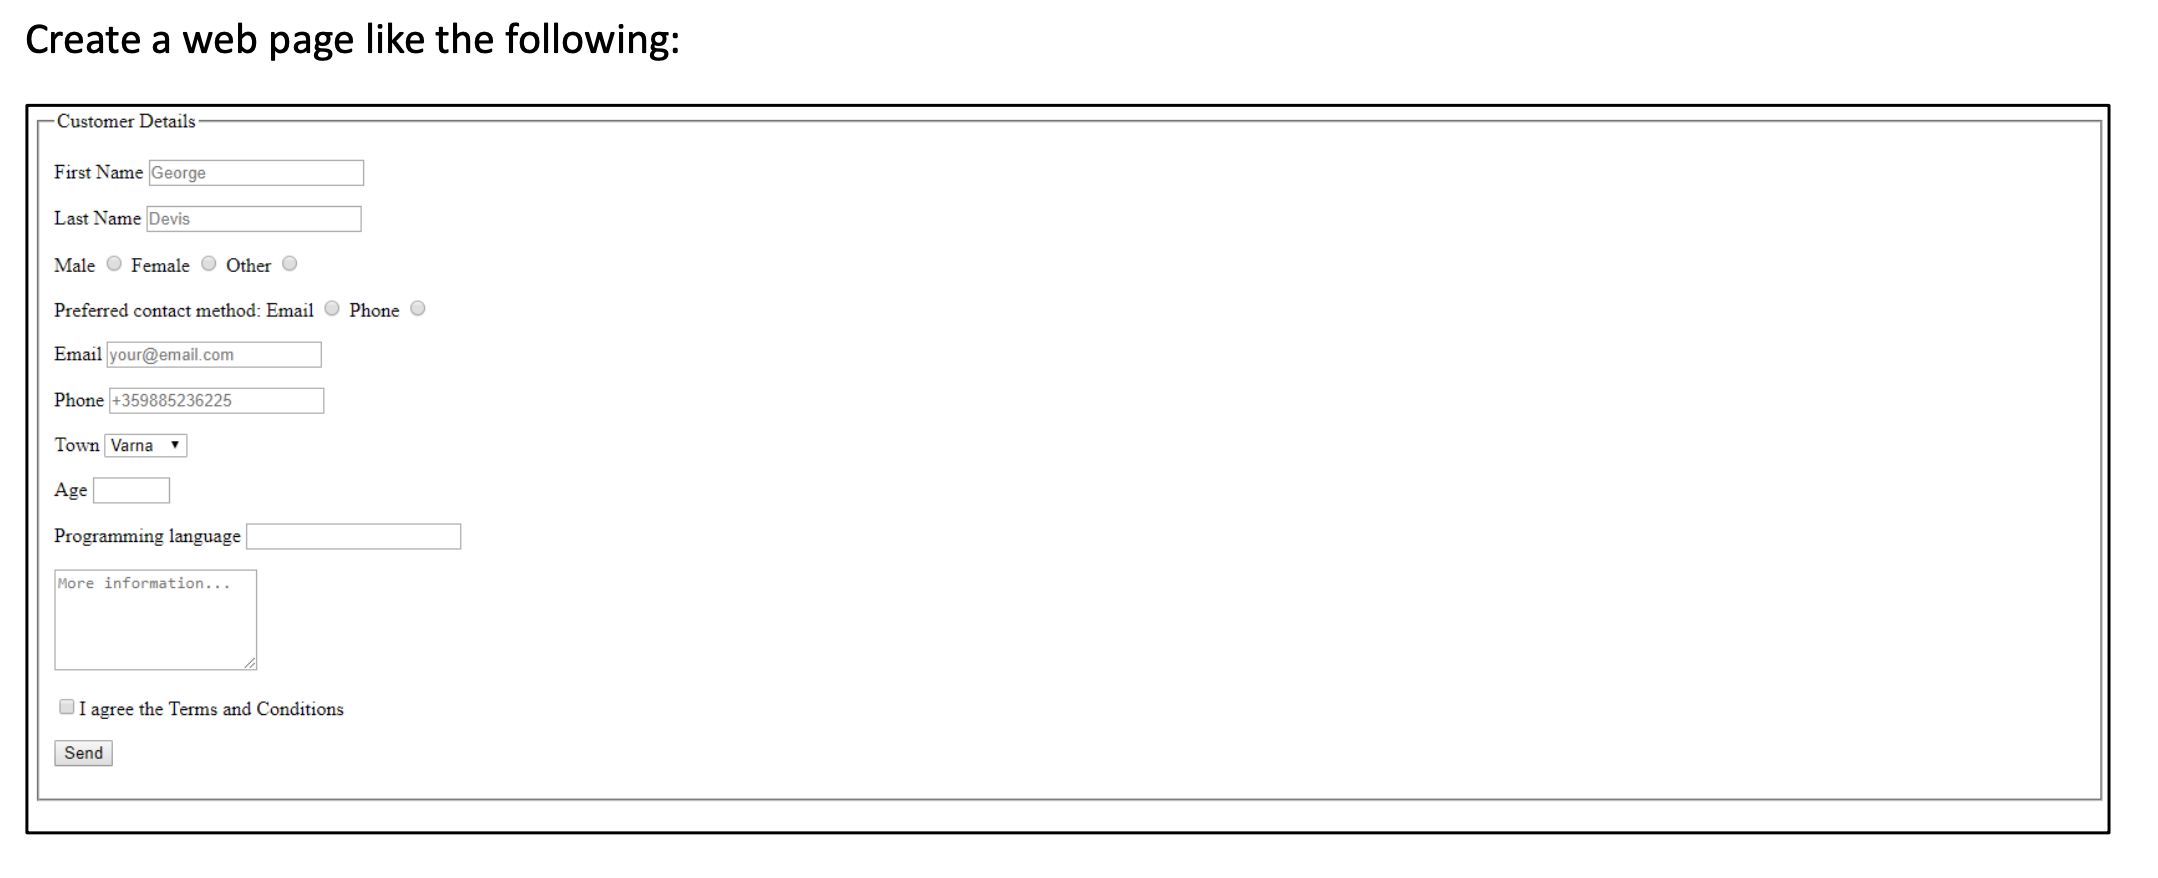 Create a web page like the following:
Customer Details
First Name George
Last Name Devis
Male Female Other
Preferred contact method: Email Phone
Email your@email.com
Phone +359885236225
Town Varna
Age
Programming language
More information...
I agree the Terms and Conditions
Send